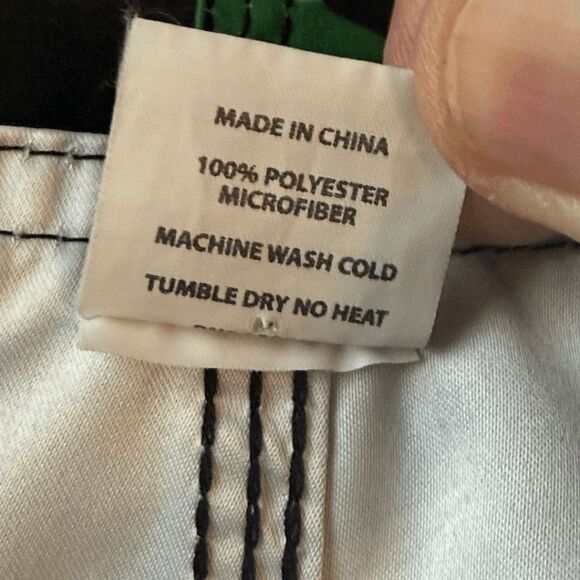 MADE IN CHINA
100% POLYESTER
MICROFIBER
MACHINE WASH COLD
TUMBLE DRY NO HEAT